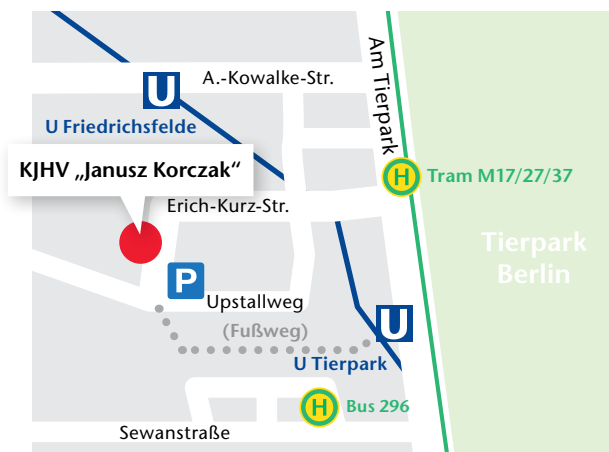 A.-Kowalke-Str.
Am Tierpark
U
U Friedrichsfelde
KJHV „Janusz Korczak“
H
Tram M17/27/37
Erich-Kurz-Str.
Tierpark
Berlin
P
Upstallweg
(Fußweg)
U
U Tierpark
H
Bus 296
Sewanstraße